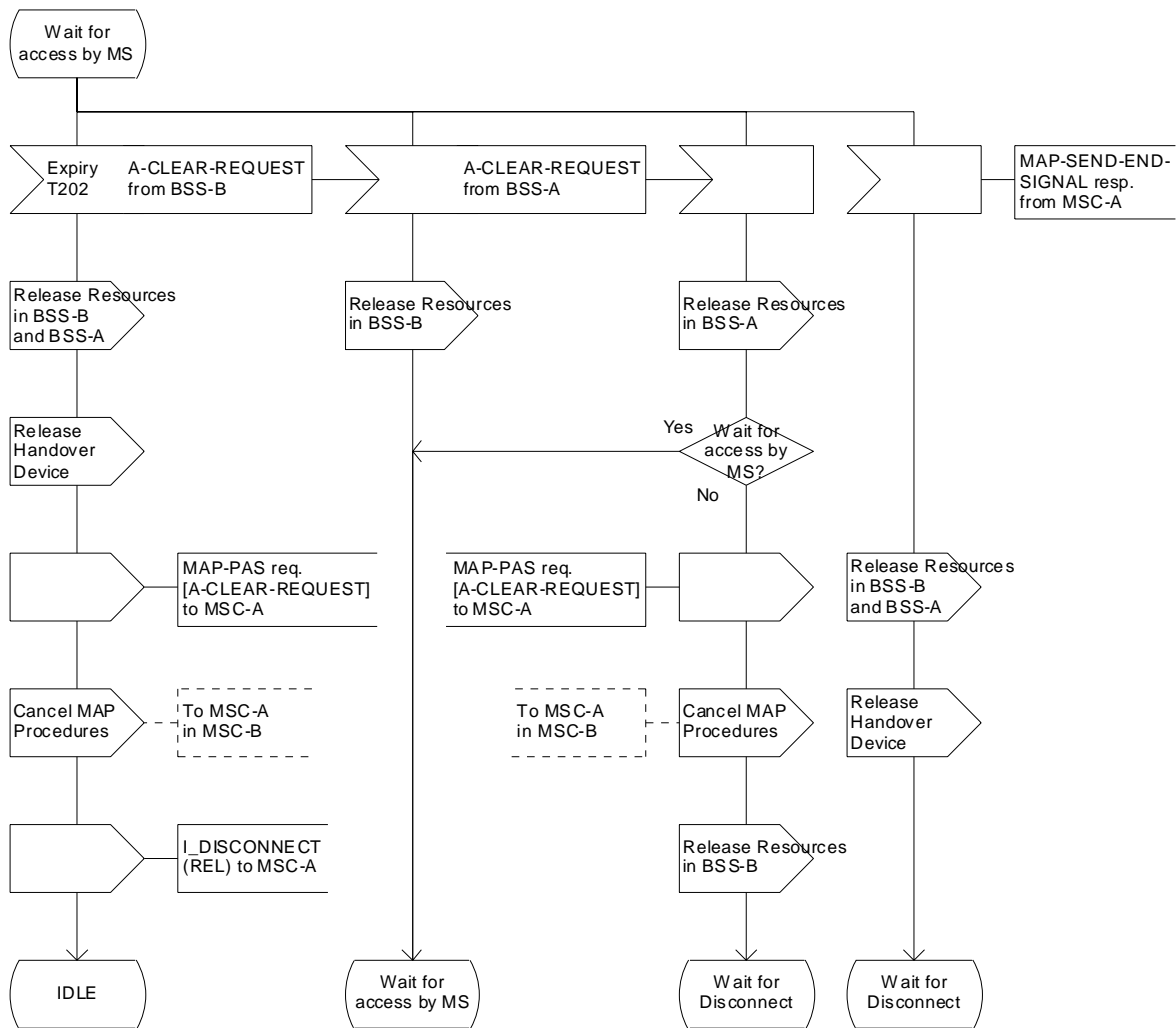 Wait for
access by MS
Expiry
T202
A-CLEAR-REQUEST
from BSS-B
A-CLEAR-REQUEST
from BSS-A
MAP-SEND-END-
SIGNAL resp.
from MSC-A
Release Resources
in BSS-B
and BSS-A
Release Resources
in BSS-B
Release Resources
in BSS-A
Release
Handover
Device
Yes
Wait for
access by
MS?
No
MAP-PAS req.
[A-CLEAR-REQUEST]
to MSC-A
MAP-PAS req.
[A-CLEAR-REQUEST]
to MSC-A
Release Resources
in BSS-B
and BSS-A
Cancel MAP
Procedures
To MSC-A
in MSC-B
To MSC-A
in MSC-B
Cancel MAP
Procedures
Release
Handover
Device
I_DISCONNECT
(REL) to MSC-A
Release Resources
in BSS-B
IDLE
Wait for
access by MS
Wait for
Disconnect
Wait for
Disconnect